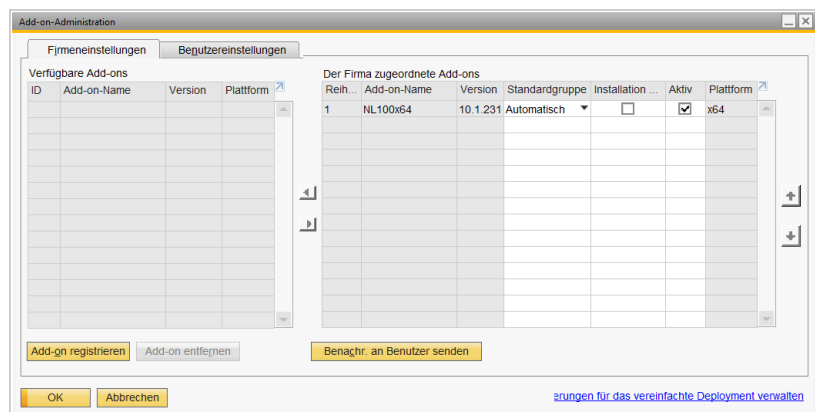 Add-on-Administration
Firmeneinstellungen Benutzereinstellungen
Verfügbare Add-ons
ID Add-on-Name Version Plattform
Der Firma zugeordnete Add-ons
Reih... Add-on-Name Version Standardgruppe Installation ... Aktiv Plattform
1 NL100x64 10.1.231 Automatisch x64
Add-on registrieren Add-on entfernen Benachr. an Benutzer senden
OK Abbrechen
erungen für das vereinfachte Deployment verwalten